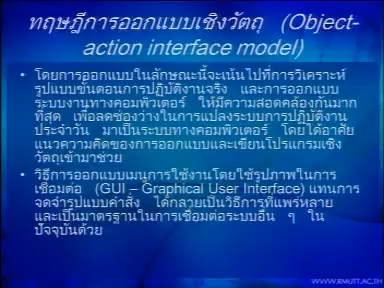 ทฤษฎีการออกแบบเชิงวัตถุ (Object-
action interface model)
• โดยการออกแบบในลักษณะนี้จะเน้นไปที่การวิเคราะห์
รูปแบบขั้นตอนการปฏิบัติงานจริง และการออกแบบ
ระบบงานทางคอมพิวเตอร์ ให้มีความสอดคล้องกันมาก
ที่สุด เพื่อลดช่องว่างในการแปลงระบบการปฏิบัติงาน
ประจำวัน มาเป็นระบบทางคอมพิวเตอร์ โดยได้อาศัย
แนวความคิดของการออกแบบและเขียนโปรแกรมเชิง
วัตถุเข้ามาช่วย
• วิธีการออกแบบเมนูการใช้งานโดยใช้รูปภาพในการ
เชื่อมต่อ (GUI – Graphical User Interface) แทนการ
จดจำรูปแบบคำสั่ง ได้กลายเป็นวิธีการที่แพร่หลาย
และเป็นมาตรฐานในการเชื่อมต่อระบบอื่น ๆ ใน
ปัจจุบันด้วย
WWW.RMUTT.AC.TH